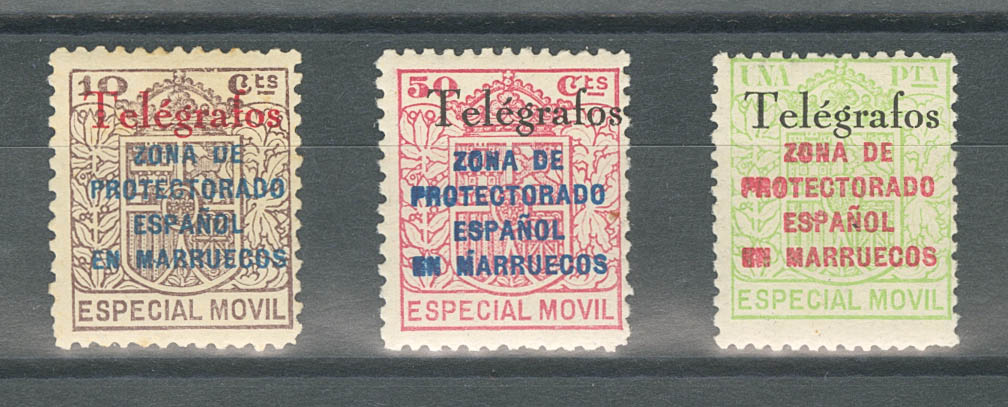 10 Cts
Telégrafos
ZONA DE
PROTECTORADO
ESPAÑOL
EN MARRUECOS
ESPECIAL MOVIL
50 Cts
Telégrafos
ZONA DE
PROTECTORADO
ESPAÑOL
EN MARRUECOS
ESPECIAL MOVIL
UNA PTA
Telégrafos
ZONA DE
PROTECTORADO
ESPAÑOL
EN MARRUECOS
ESPECIAL MOVIL